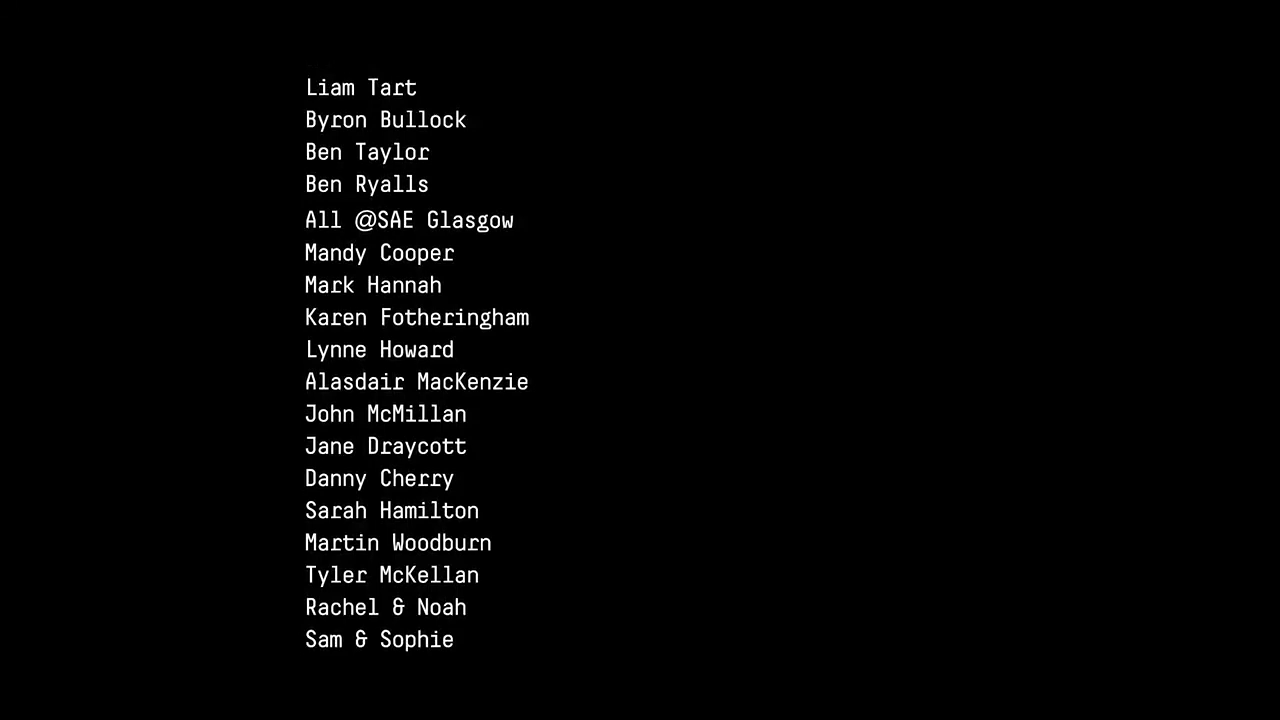 Liam Tart
Byron Bullock
Ben Taylor
Ben Ryalls
All @SAE Glasgow
Mandy Cooper
Mark Hannah
Karen Fotheringham
Lynne Howard
Alasdair MacKenzie
John McMillan
Jane Draycott
Danny Cherry
Sarah Hamilton
Martin Woodburn
Tyler McKellan
Rachel & Noah
Sam & Sophie